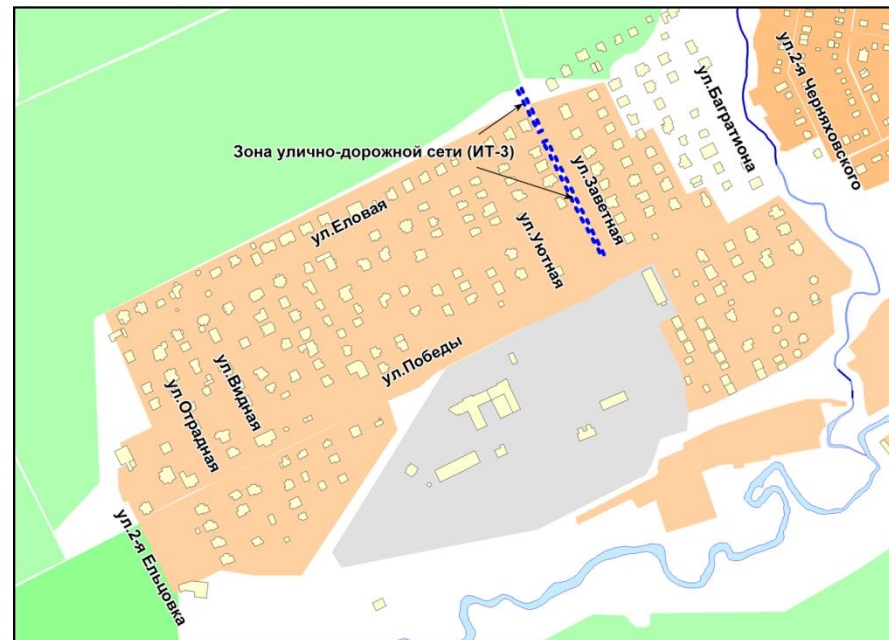 ул.2-я Черняховского
ул.Багратиона
Зона улично-дорожной сети (ИТ-3)
ул.Заветная
ул.Еловая
ул.Уютная
ул.Победы
ул.Видная
ул.Отрадная
ул.2-я Ельцовка